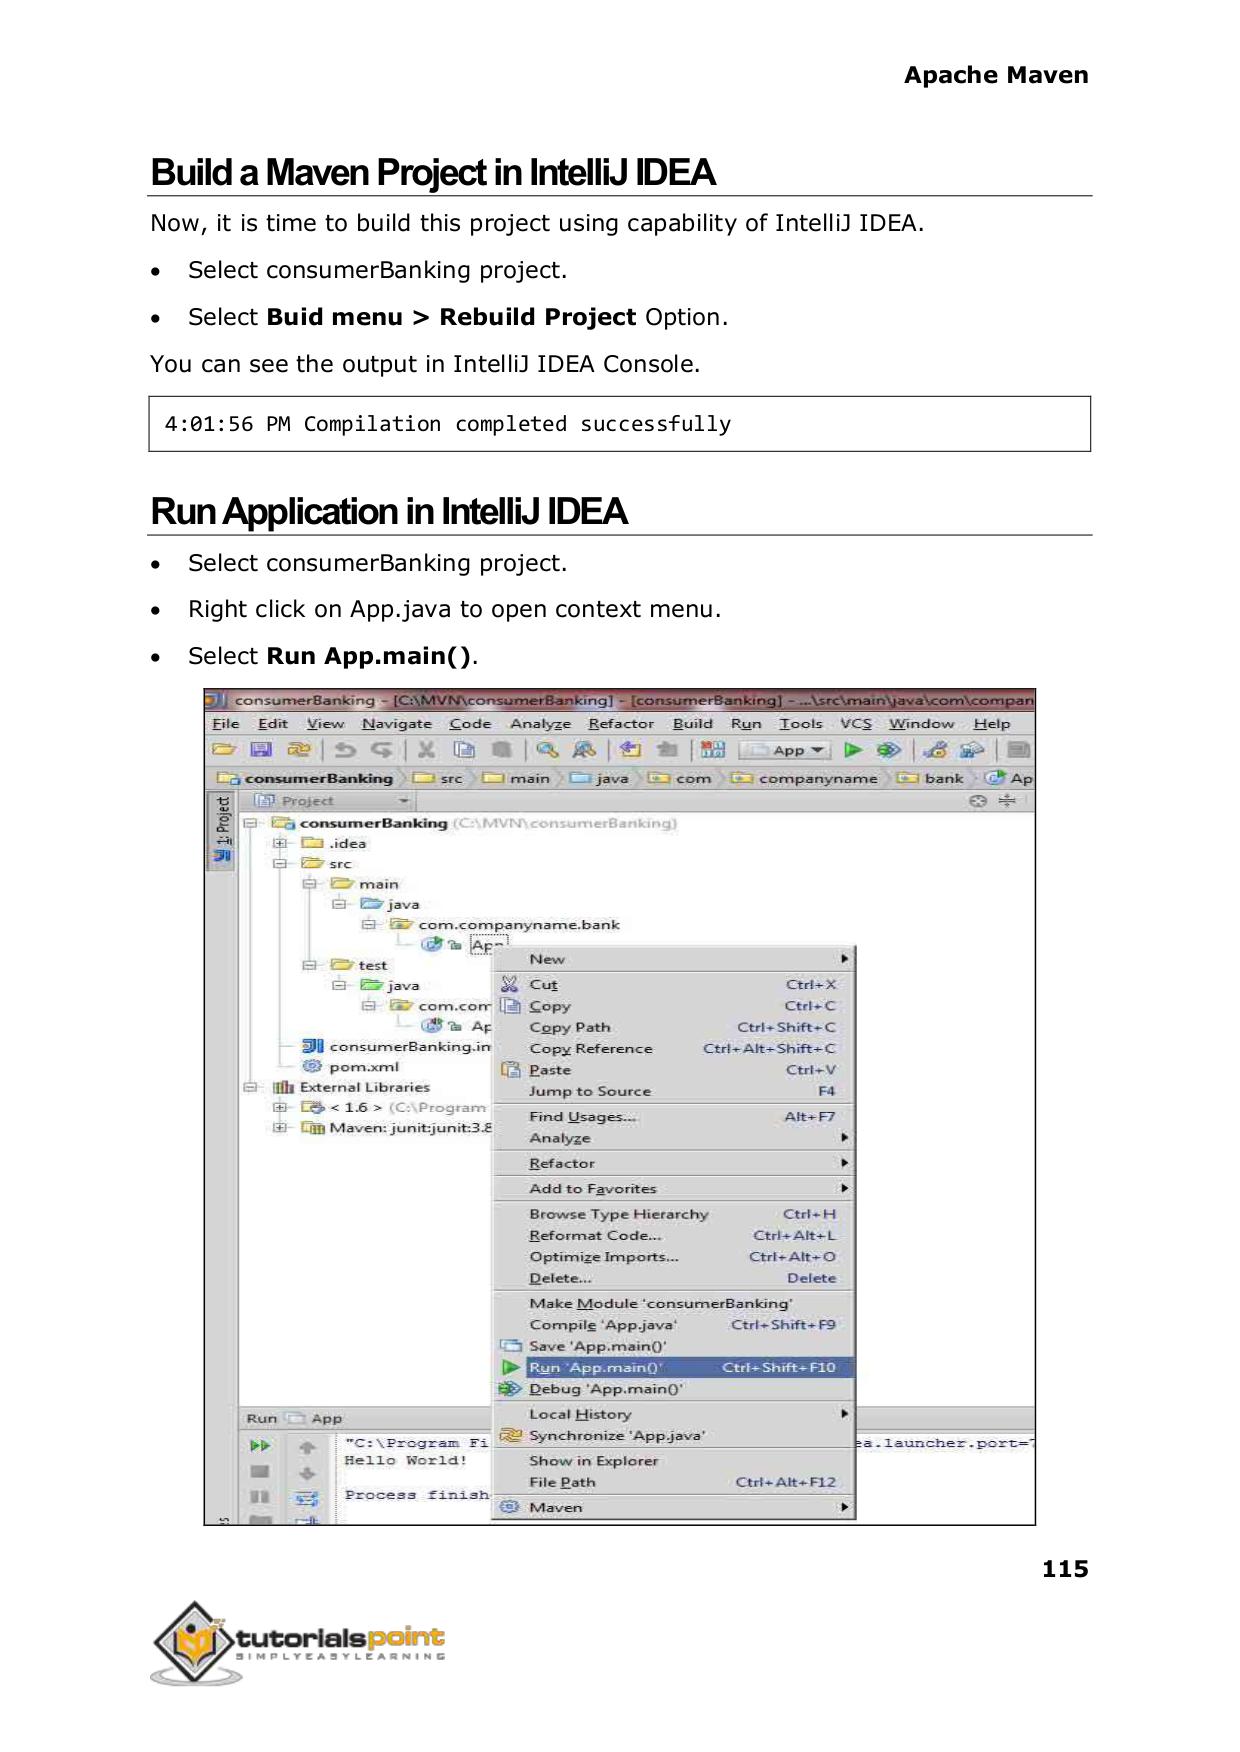 Apache Maven
Build a Maven Project in IntelliJ IDEA
Now, it is time to build this project using capability of IntelliJ IDEA.
• Select consumerBanking project.
• Select Buid menu > Rebuild Project Option.
You can see the output in IntelliJ IDEA Console.
4:01:56 PM Compilation completed successfully
Run Application in IntelliJ IDEA
• Select consumerBanking project.
• Right click on App.java to open context menu.
• Select Run App.main().
consumerBanking - [C:\MVN\consumerBanking] - [consumerBanking] - ...\src\main\java\com\compan
File Edit View Navigate Code Analyze Refactor Build Run Tools VCS Window Help
App
consumerBanking src main java com companyname bank Ap
1: Project
Project
consumerBanking (C:\MVN\consumerBanking)
.idea
src
main
java
com.companyname.bank
App
test
java
com.com
Ap
consumerBanking.in
pom.xml
External Libraries
< 1.6 > (C:\Program
Maven: junit:junit:3.8
New
Cut Ctrl+X
Copy Ctrl+C
Copy Path Ctrl+Shift+C
Copy Reference Ctrl+Alt+Shift+C
Paste Ctrl+V
Jump to Source F4
Find Usages... Alt+F7
Analyze
Refactor
Add to Favorites
Browse Type Hierarchy Ctrl+H
Reformat Code... Ctrl+Alt+L
Optimize Imports... Ctrl+Alt+O
Delete... Delete
Make Module 'consumerBanking'
Compile 'App.java' Ctrl+Shift+F9
Save 'App.main()'
Run 'App.main()' Ctrl+Shift+F10
Debug 'App.main()'
Local History
Synchronize 'App.java'
Show in Explorer
File Path Ctrl+Alt+F12
Maven
Run App
"C:\Program Fi ea.launcher.port=7
Hello World!
Process finish
115
tutorialspoint
SIMPLYEASYLEARNING